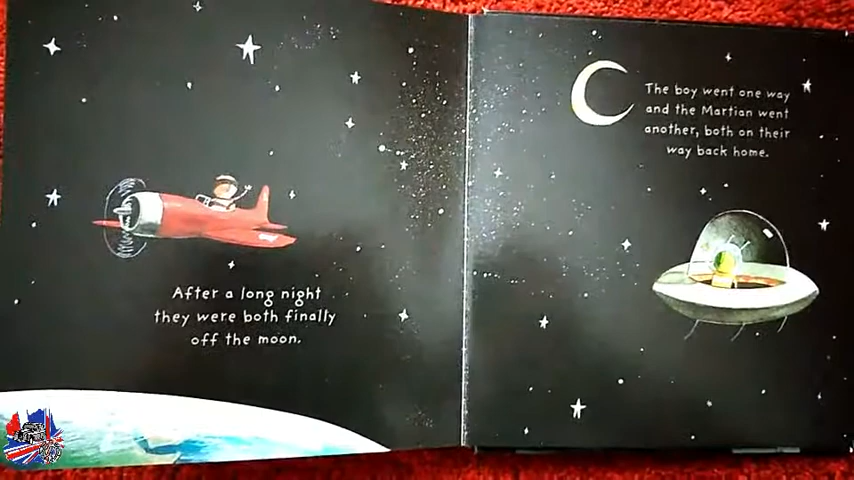 After a long night
they were both finally
off the moon.
The boy went one way
and the Martian went
another, both on their
way back home.